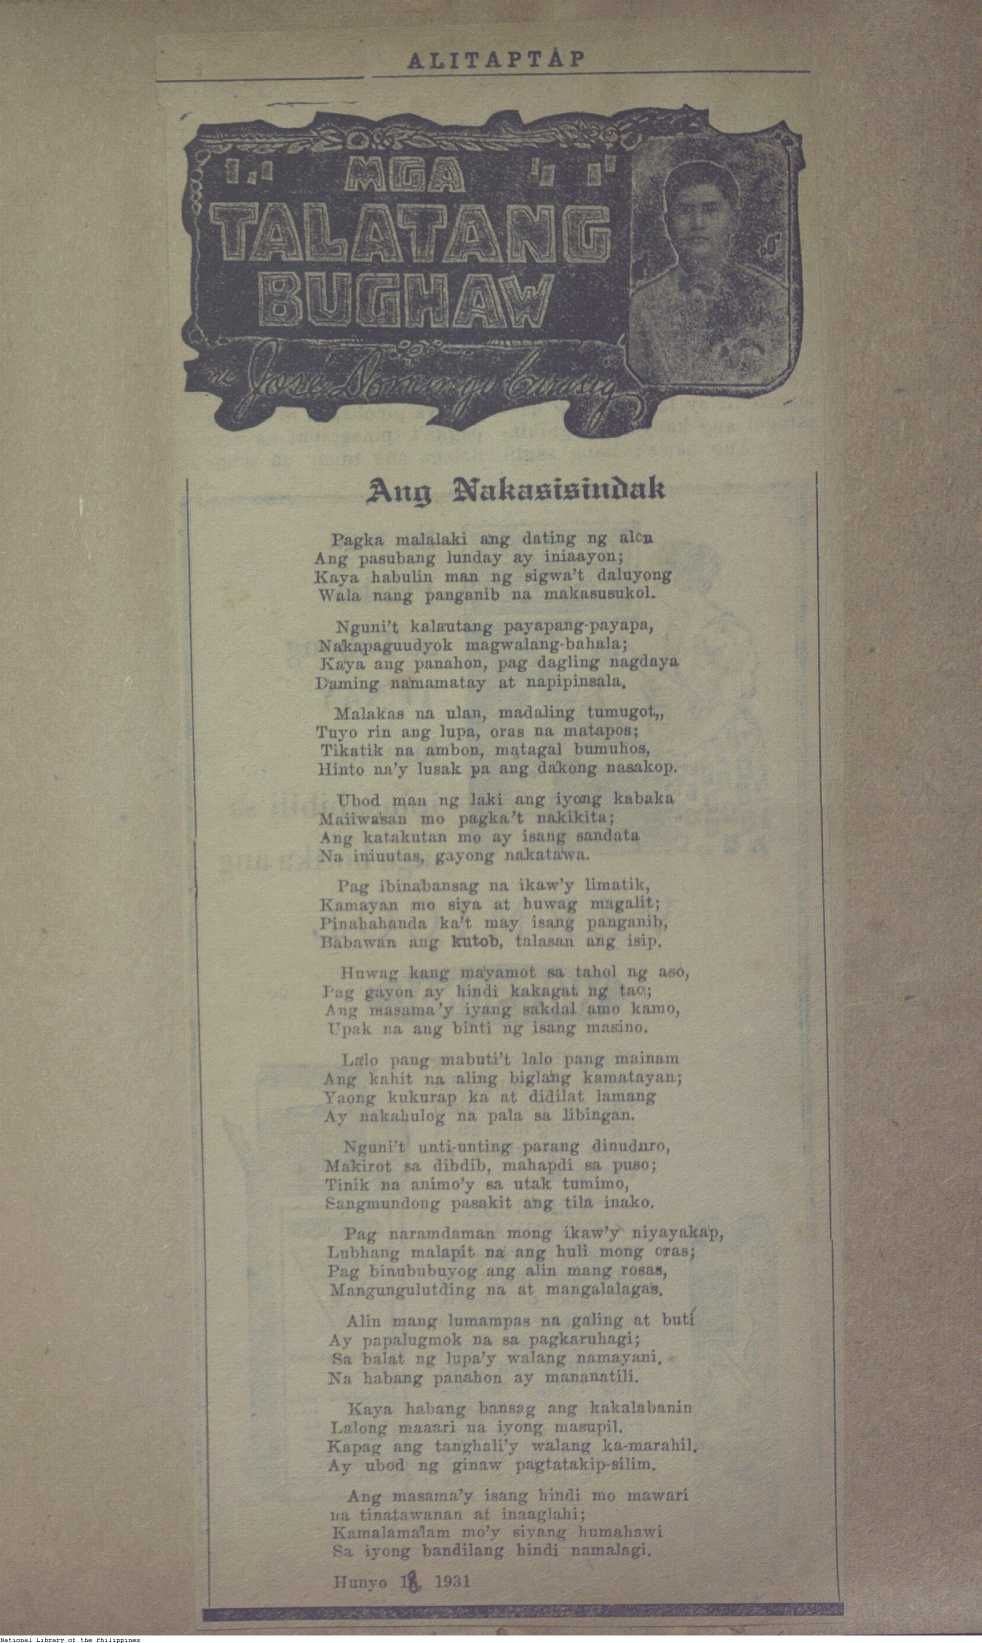 ALITAPTAP
MGA
TALATANG
BUGHAW
ni José Domingo Karasig
Ang Nakasisindak
Pagka malalaki ang dating ng alon
Ang pasubang lunday ay iniaayon;
Kaya habulin man ng sigwa't daluyong
Wala nang panganib na makasusukol.
Nguni't kalautang payapang-payapa,
Nakapaguudyok magwalang-bahala;
Kaya ang panahon, pag dagling nagdaya
Daming namamatay at napipinsala.
Malakas na ulan, madaling tumugot,,
Tuyo rin ang lupa, oras na matapos;
Tikatik na ambon, matagal bumuhos,
Hinto na'y lusak pa ang dakong nasakop.
Ubod man ng laki ang iyong kabaka
Maiiwasan mo pagka't nakikita;
Ang katakutan mo ay isang sandata
Na iniuutas, gayong nakatawa.
Pag ibinabansag na ikaw'y limatik,
Kamayan mo siya at huwag magalit;
Pinahahanda ka't may isang panganib,
Babawan ang kutob, talasan ang isip.
Huwag kang mayamot sa tahol ng aso,
Pag gayon ay hindi kakagat ng tao;
Ang masama'y iyang sakdal amo kamo,
Upak na ang binti ng isang masino.
Lalo pang mabuti't lalo pang mainam
Ang kahit na aling biglang kamatayan;
Yaong kukurap ka at didilat lamang
Ay nakahulog na pala sa libingan.
Nguni't unti-unting parang dinuduro,
Makirot sa dibdib, mahapdi sa puso;
Tinik na animo'y sa utak tumimo,
Sangmundong pasakit ang tila inako.
Pag naramdaman mong ikaw'y niyayakap,
Lubhang malapit na ang huli mong oras;
Pag binububuyog ang alin mang rosas,
Mangungulutding na at mangalalagas.
Alin mang lumampas na galing at buti
Ay papalugmok na sa pagkaruhagi;
Sa balat ng lupa'y walang namayani,
Na habang panahon ay mananatili.
Kaya habang bansag ang kakalabanin
Lalong maaari na iyong masupil.
Kapag ang tanghali'y walang ka-marahil,
Ay ubod ng ginaw pagtatakip-silim.
Ang masama'y isang hindi mo mawari
na tinatawanan at inaaglahi;
Kamalamalam mo'y siyang humahawi
Sa iyong bandilang hindi namalagi.
Hunyo 18, 1931
National Library of the Philippines